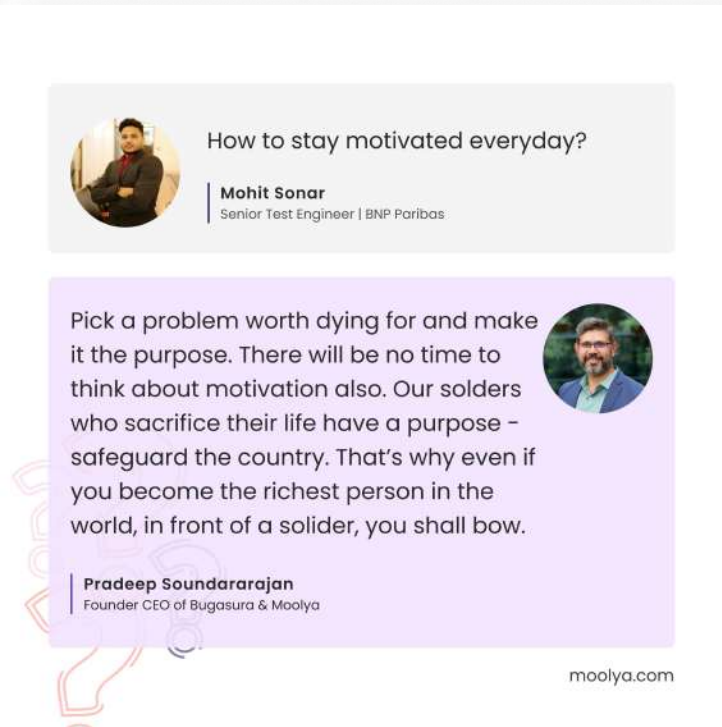 How to stay motivated everyday?
Mohit Sonar
Senior Test Engineer | BNP Paribas
Pick a problem worth dying for and make
it the purpose. There will be no time to
think about motivation also. Our solders
who sacrifice their life have a purpose -
safeguard the country. That's why even if
you become the richest person in the
world, in front of a solider, you shall bow.
Pradeep Soundararajan
Founder CEO of Bugasura & Moolya
moolya.com